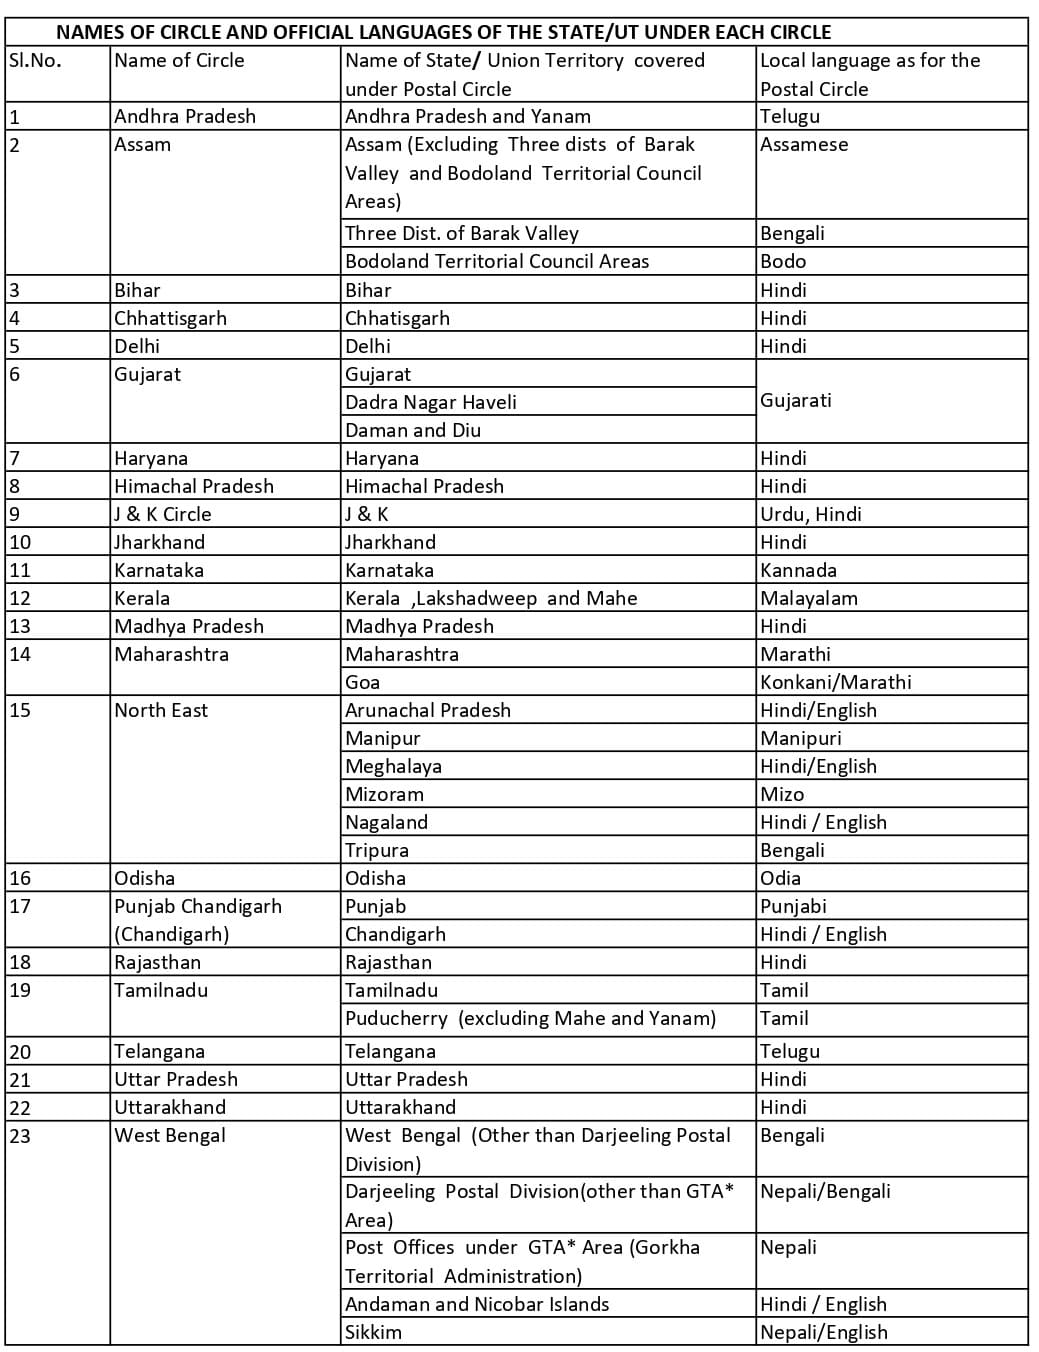 NAMES OF CIRCLE AND OFFICIAL LANGUAGES OF THE STATE/UT UNDER EACH CIRCLE
Sl.No. Name of Circle Name of State/ Union Territory covered Local language as for the
under Postal Circle Postal Circle
1 Andhra Pradesh Andhra Pradesh and Yanam Telugu
2 Assam Assam (Excluding Three dists of Barak Assamese
Valley and Bodoland Territorial Council
Areas)
Three Dist. of Barak Valley Bengali
Bodoland Territorial Council Areas Bodo
3 Bihar Bihar Hindi
4 Chhattisgarh Chhatisgarh Hindi
5 Delhi Delhi Hindi
6 Gujarat Gujarat
Dadra Nagar Haveli Gujarati
Daman and Diu
7 Haryana Haryana Hindi
8 Himachal Pradesh Himachal Pradesh Hindi
9 J & K Circle J & K Urdu, Hindi
10 Jharkhand Jharkhand Hindi
11 Karnataka Karnataka Kannada
12 Kerala Kerala ,Lakshadweep and Mahe Malayalam
13 Madhya Pradesh Madhya Pradesh Hindi
14 Maharashtra Maharashtra Marathi
Goa Konkani/Marathi
15 North East Arunachal Pradesh Hindi/English
Manipur Manipuri
Meghalaya Hindi/English
Mizoram Mizo
Nagaland Hindi / English
Tripura Bengali
16 Odisha Odisha Odia
17 Punjab Chandigarh Punjab Punjabi
(Chandigarh) Chandigarh Hindi / English
18 Rajasthan Rajasthan Hindi
19 Tamilnadu Tamilnadu Tamil
Puducherry (excluding Mahe and Yanam) Tamil
20 Telangana Telangana Telugu
21 Uttar Pradesh Uttar Pradesh Hindi
22 Uttarakhand Uttarakhand Hindi
23 West Bengal West Bengal (Other than Darjeeling Postal Bengali
Division)
Darjeeling Postal Division(other than GTA* Nepali/Bengali
Area)
Post Offices under GTA* Area (Gorkha Nepali
Territorial Administration)
Andaman and Nicobar Islands Hindi / English
Sikkim Nepali/English